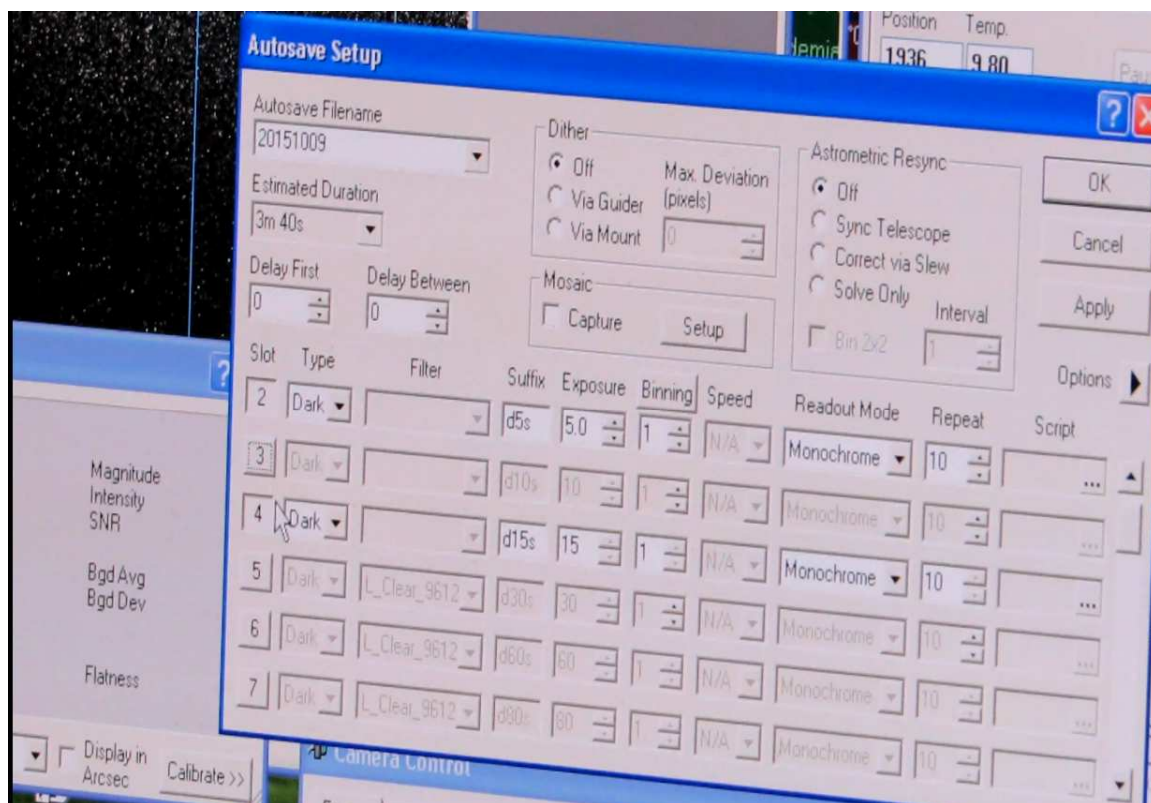 Position Temp.
1936 9.80
Autosave Setup
Autosave Filename
20151009
Estimated Duration
3m 40s
Delay First Delay Between
0 0
Dither
Off
Via Guider
Via Mount
Max. Deviation
(pixels)
0
Mosaic
Capture Setup
Astrometric Resync
Off
Sync Telescope
Correct via Slew
Solve Only
Bin 2x2
Interval
1
OK
Cancel
Apply
Options
Slot Type Filter Suffix Exposure Binning Speed Readout Mode Repeat Script
2 Dark d5s 5.0 1 N/A Monochrome 10 ...
3 Dark d10s 10 1 N/A Monochrome 10 ...
4 Dark d15s 15 1 N/A Monochrome 10 ...
5 Dark L_Clear_9612 d30s 30 1 N/A Monochrome 10 ...
6 Dark L_Clear_9612 d60s 60 1 N/A Monochrome 10 ...
7 Dark L_Clear_9612 1 N/A Monochrome 10 ...
Magnitude
Intensity
SNR
Bgd Avg
Bgd Dev
Flatness
Display in
Arcsec
Calibrate >>
Camera Control